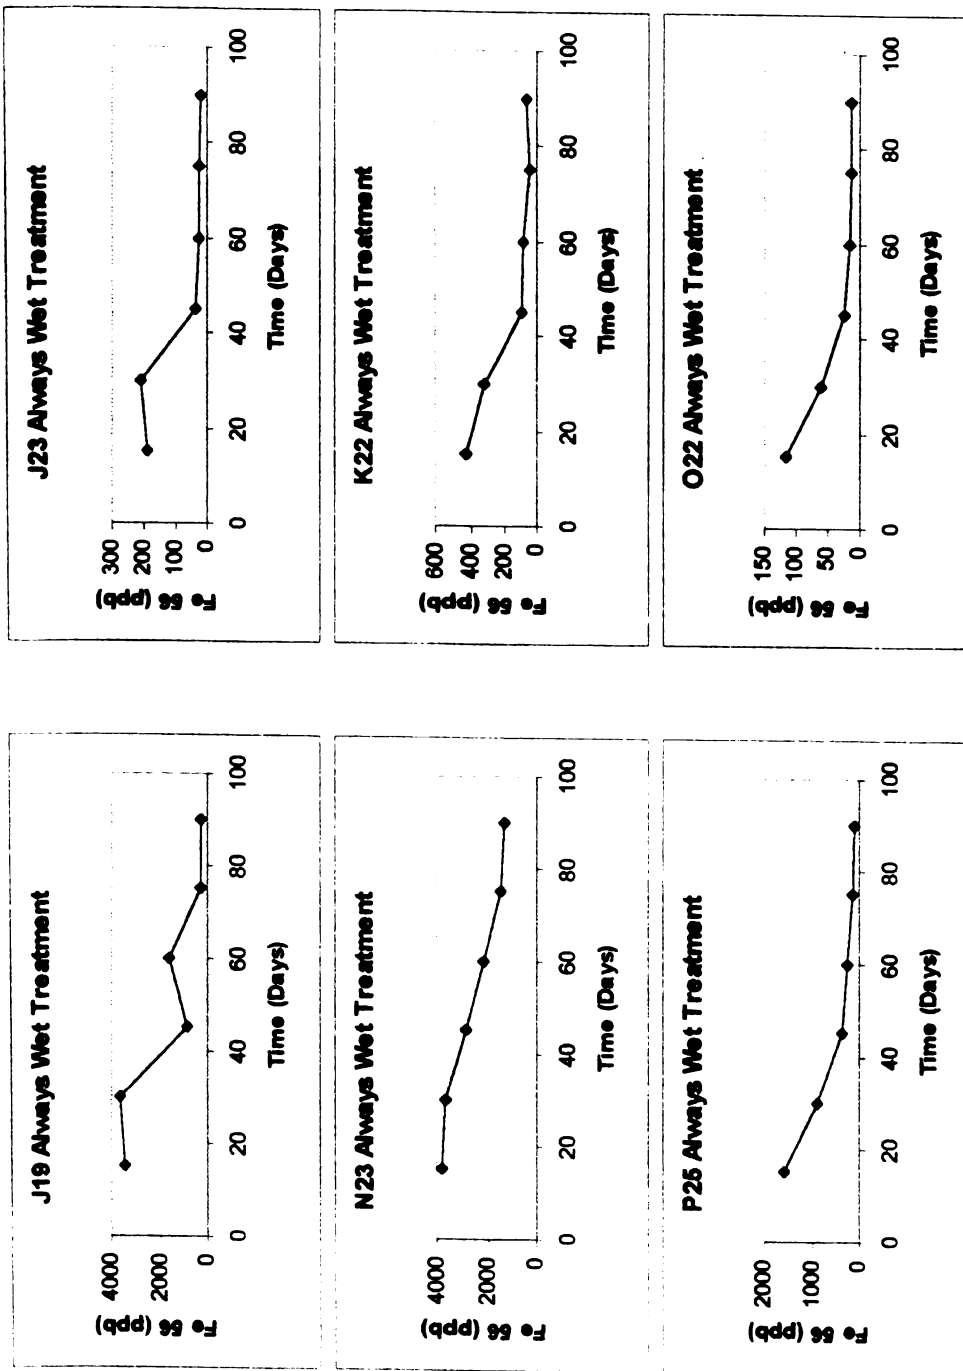 J19 Always Wet Treatment
Fe 56 (ppb)
4000
2000
0
0 20 40 60 80 100
Time (Days)
J23 Always Wet Treatment
Fe 56 (ppb)
300
200
100
0
0 20 40 60 80 100
Time (Days)
N23 Always Wet Treatment
Fe 56 (ppb)
4000
2000
0
0 20 40 60 80 100
Time (Days)
K22 Always Wet Treatment
Fe 56 (ppb)
600
400
200
0
0 20 40 60 80 100
Time (Days)
P25 Always Wet Treatment
Fe 56 (ppb)
2000
1000
0
0 20 40 60 80 100
Time (Days)
O22 Always Wet Treatment
Fe 56 (ppb)
150
100
50
0
0 20 40 60 80 100
Time (Days)